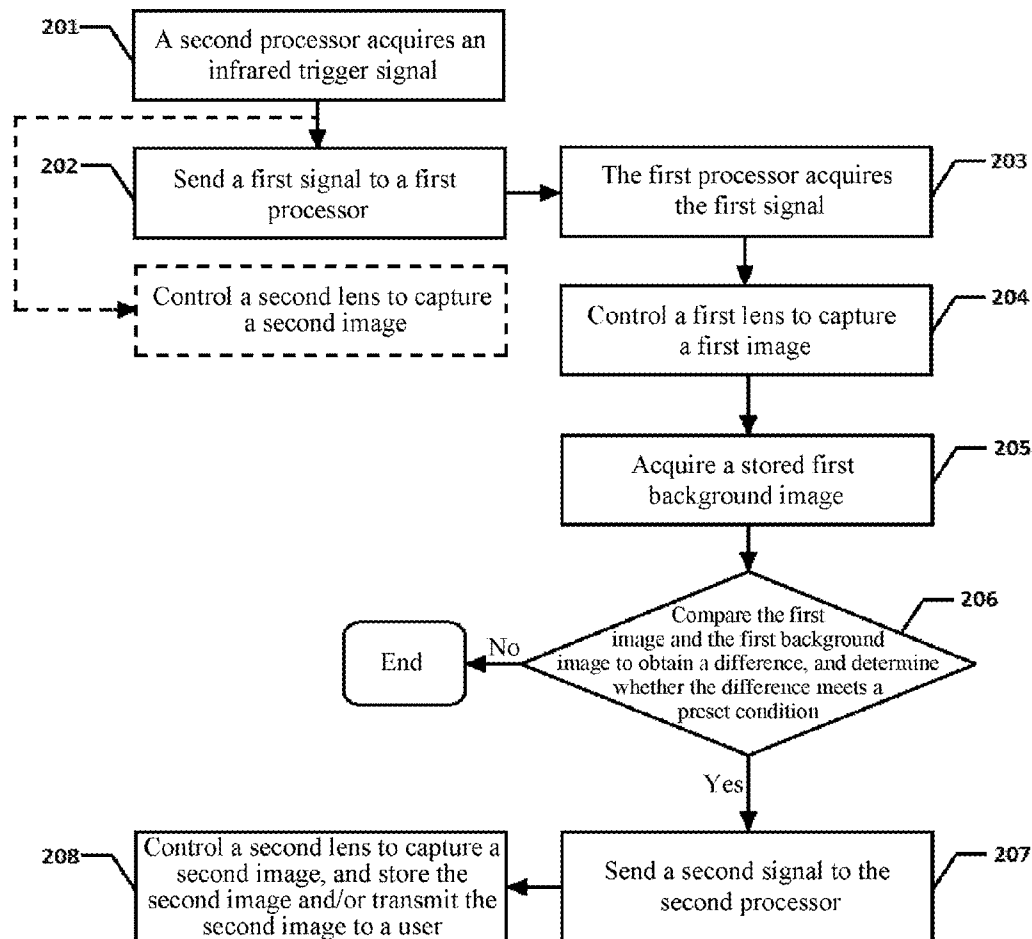 201
A second processor acquires an
infrared trigger signal
202
Send a first signal to a first
processor
203
The first processor acquires
the first signal
Control a second lens to capture
a second image
204
Control a first lens to capture
a first image
205
Acquire a stored first
background image
206
Compare the first
image and the first background
image to obtain a difference, and determine
whether the difference meets a
preset condition
No
End
Yes
207
Send a second signal to the
second processor
208
Control a second lens to capture a
second image, and store the
second image and/or transmit the
second image to a user